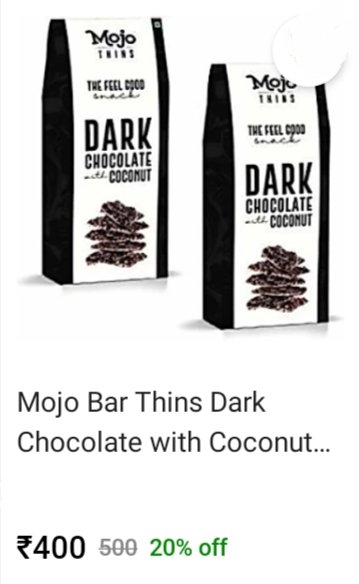 Mojo
THINS
THE FEEL GOOD
snack
DARK
CHOCOLATE
with COCONUT
Mojo
THINS
THE FEEL GOOD
snack
DARK
CHOCOLATE
with COCONUT
Mojo Bar Thins Dark
Chocolate with Coconut...
₹400 500 20% off